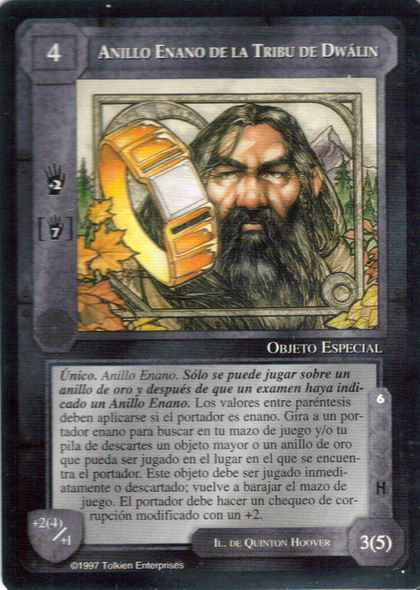 4
ANILLO ENANO DE LA TRIBU DE DWÁLIN
+2
[7]
OBJETO ESPECIAL
Único. Anillo Enano. Sólo se puede jugar sobre un
anillo de oro y después de que un examen haya indi-
cado un Anillo Enano. Los valores entre paréntesis
deben aplicarse si el portador es enano. Gira a un por-
tador enano para buscar en tu mazo de juego y/o tu
pila de descartes un objeto mayor o un anillo de oro
que pueda ser jugado en el lugar en el que se encuen-
tra el portador. Este objeto debe ser jugado inmedi-
atamente o descartado; vuelve a barajar el mazo de
juego. El portador debe hacer un chequeo de cor-
rupción modificado con un +2.
6
H
+2(4)/+1
IL. DE QUINTON HOOVER
3(5)
©1997 Tolkien Enterprises